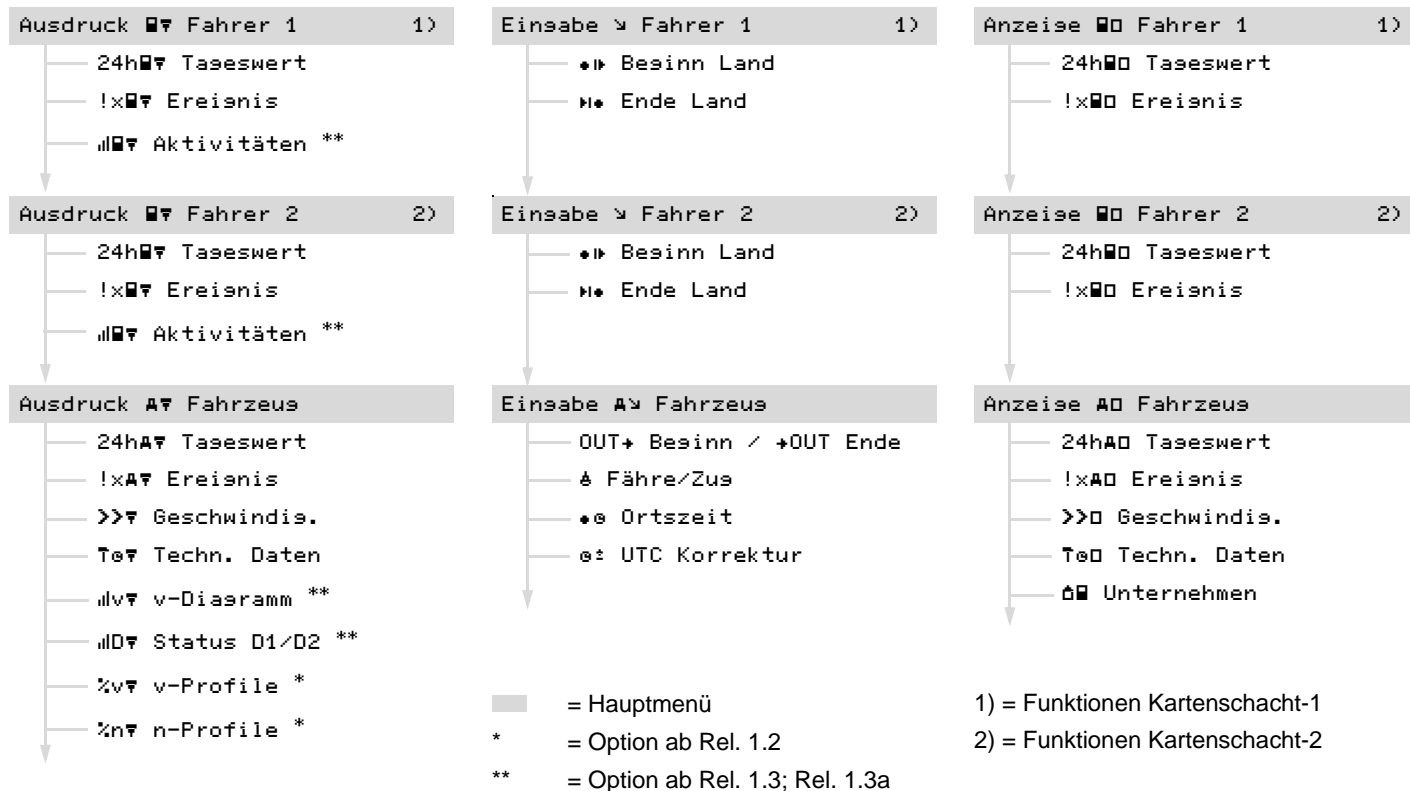 Ausdruck Fahrer 1 1)
24h Tageswert
!x Ereignis
Aktivitäten **
Ausdruck Fahrer 2 2)
24h Tageswert
!x Ereignis
Aktivitäten **
Ausdruck Fahrzeug
24h Tageswert
!x Ereignis
>> Geschwindig.
Techn. Daten
v v-Diagramm **
D Status D1/D2 **
%v v-Profile *
%n n-Profile *
Eingabe Fahrer 1 1)
Beginn Land
Ende Land
Eingabe Fahrer 2 2)
Beginn Land
Ende Land
Eingabe Fahrzeug
OUT→ Beginn / →OUT Ende
Fähre/Zug
Ortszeit
UTC Korrektur
Anzeige Fahrer 1 1)
24h Tageswert
!x Ereignis
Anzeige Fahrer 2 2)
24h Tageswert
!x Ereignis
Anzeige Fahrzeug
24h Tageswert
!x Ereignis
>> Geschwindig.
Techn. Daten
Unternehmen
= Hauptmenü
* = Option ab Rel. 1.2
** = Option ab Rel. 1.3; Rel. 1.3a
1) = Funktionen Kartenschacht-1
2) = Funktionen Kartenschacht-2